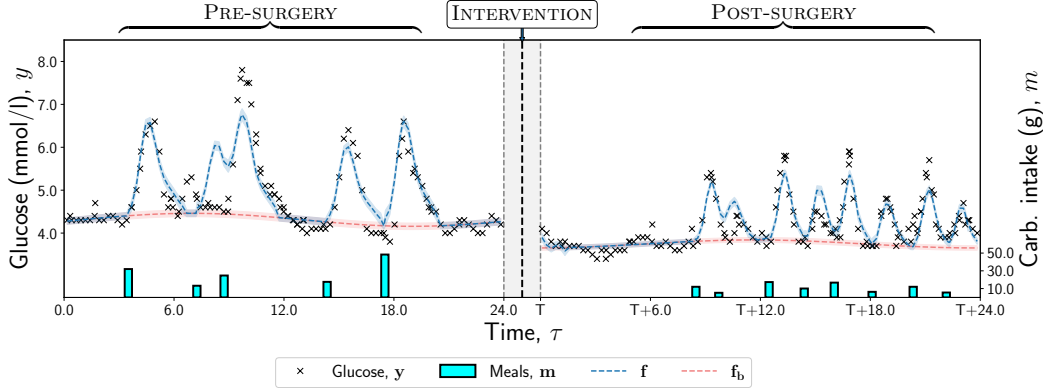 PRE-SURGERY
INTERVENTION
POST-SURGERY
Glucose (mmol/l), y
8.0
7.0
6.0
5.0
4.0
Carb. intake (g), m
50.0
30.0
10.0
0.0 6.0 12.0 18.0 24.0 T T+6.0 T+12.0 T+18.0 T+24.0
Time, τ
Glucose, y Meals, m f f_b